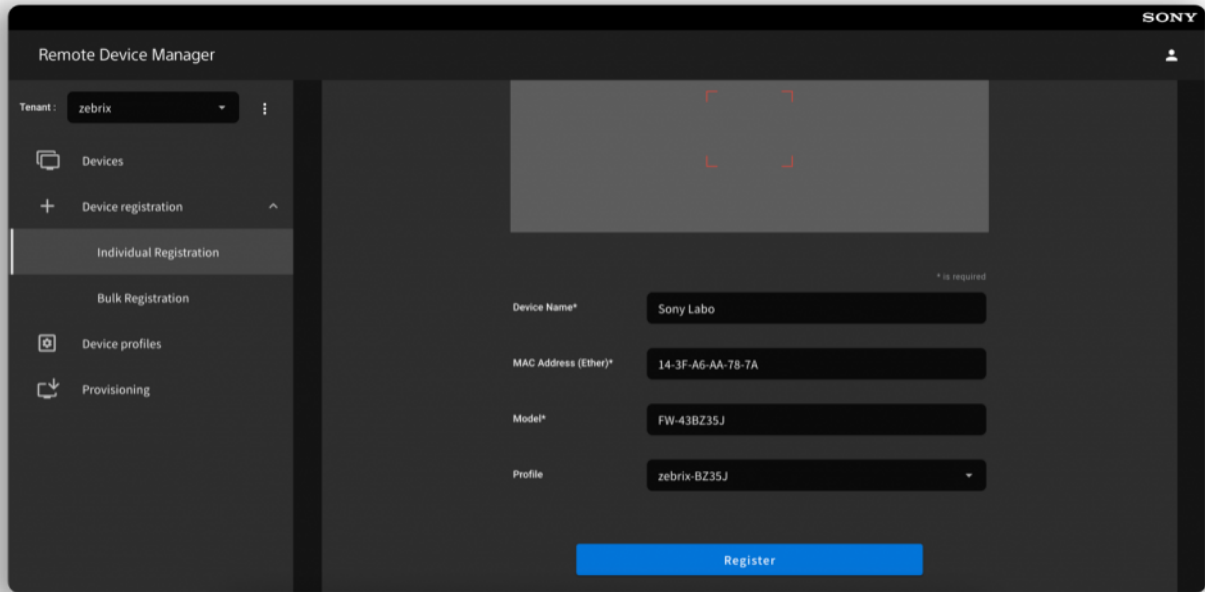 SONY
Remote Device Manager
Tenant :
zebrix
Devices
Device registration
Individual Registration
Bulk Registration
Device profiles
Provisioning
* is required
Device Name*
Sony Labo
MAC Address (Ether)*
14-3F-A6-AA-78-7A
Model*
FW-43BZ35J
Profile
zebrix-BZ35J
Register